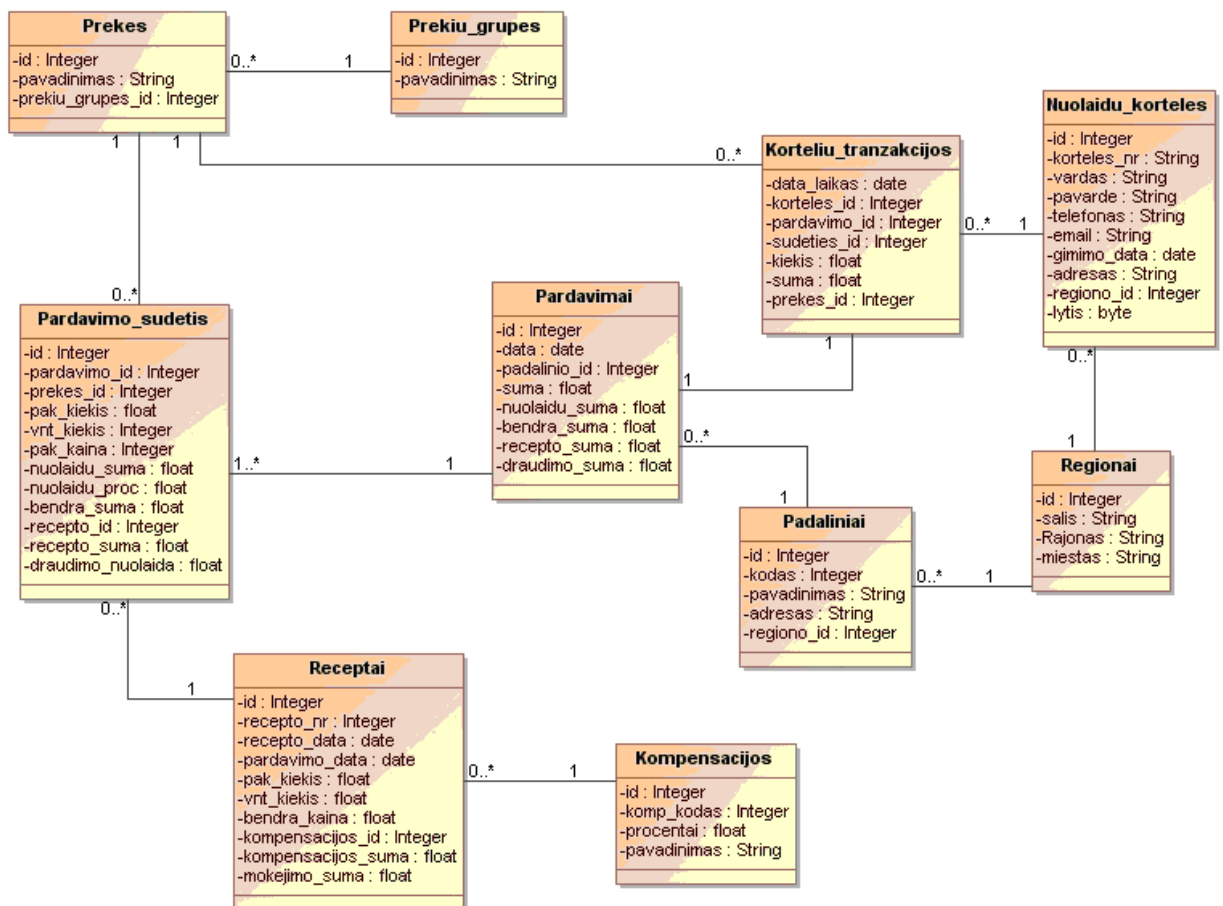 Prekes
-id : Integer
-pavadinimas : String
-prekiu_grupes_id : Integer
0..*
1
Prekiu_grupes
-id : Integer
-pavadinimas : String
1
1
0..*
Korteliu_tranzakcijos
-data_laikas : date
-korteles_id : Integer
-pardavimo_id : Integer
-sudeties_id : Integer
-kiekis : float
-suma : float
-prekes_id : Integer
0..*
1
Nuolaidu_korteles
-id : Integer
-korteles_nr : String
-vardas : String
-pavarde : String
-telefonas : String
-email : String
-gimimo_data : date
-adresas : String
-regiono_id : Integer
-lytis : byte
0..*
Pardavimo_sudetis
-id : Integer
-pardavimo_id : Integer
-prekes_id : Integer
-pak_kiekis : float
-vnt_kiekis : Integer
-pak_kaina : Integer
-nuolaidu_suma : float
-nuolaidu_proc : float
-bendra_suma : float
-recepto_id : Integer
-recepto_suma : float
-draudimo_nuolaida : float
1..*
1
Pardavimai
-id : Integer
-data : date
-padalinio_id : Integer
-suma : float
-nuolaidu_suma : float
-bendra_suma : float
-recepto_suma : float
-draudimo_suma : float
1
1
0..*
1
Padaliniai
-id : Integer
-kodas : Integer
-pavadinimas : String
-adresas : String
-regiono_id : Integer
0..*
1
0..*
1
Regionai
-id : Integer
-salis : String
-Rajonas : String
-miestas : String
0..*
1
Receptai
-id : Integer
-recepto_nr : Integer
-recepto_data : date
-pardavimo_data : date
-pak_kiekis : float
-vnt_kiekis : float
-bendra_kaina : float
-kompensacijos_id : Integer
-kompensacijos_suma : float
-mokejimo_suma : float
0..*
1
Kompensacijos
-id : Integer
-komp_kodas : Integer
-procentai : float
-pavadinimas : String